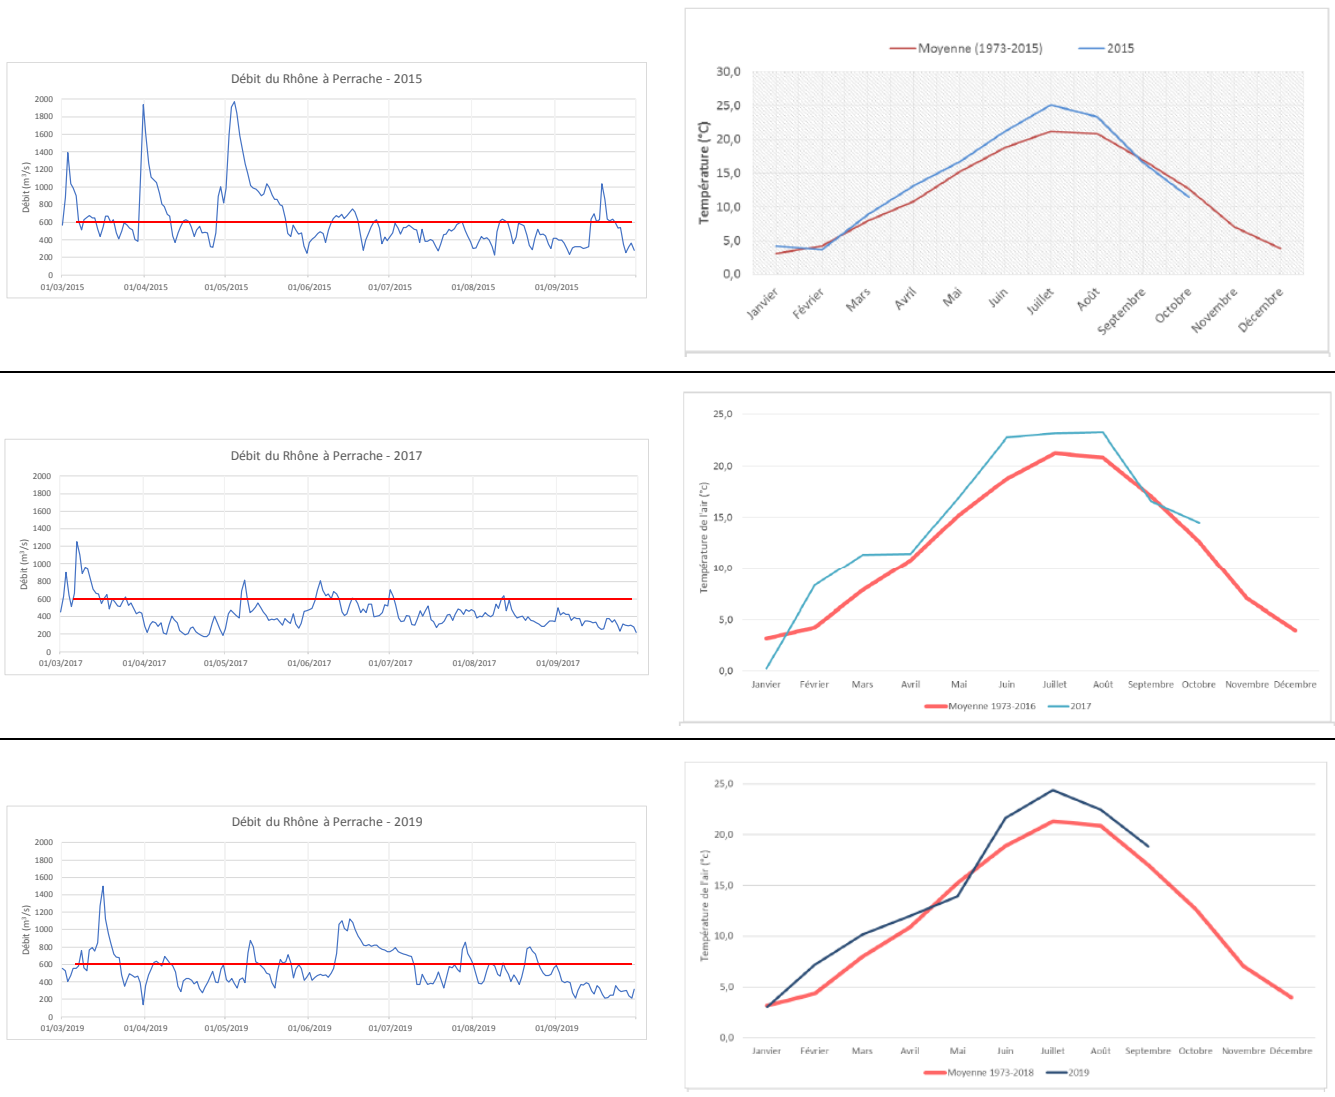 Débit du Rhône à Perrache - 2015
Débit (m³/s)
2000
1800
1600
1400
1200
1000
800
600
400
200
0
01/03/2015 01/04/2015 01/05/2015 01/06/2015 01/07/2015 01/08/2015 01/09/2015
Moyenne (1973-2015) 2015
Température (°C)
30,0
25,0
20,0
15,0
10,0
5,0
0,0
Janvier Février Mars Avril Mai Juin Juillet Août Septembre Octobre Novembre Décembre
Débit du Rhône à Perrache - 2017
Débit (m³/s)
2000
1800
1600
1400
1200
1000
800
600
400
200
0
01/03/2017 01/04/2017 01/05/2017 01/06/2017 01/07/2017 01/08/2017 01/09/2017
Température de l'air (°c)
25,0
20,0
15,0
10,0
5,0
0,0
Janvier Février Mars Avril Mai Juin Juillet Août Septembre Octobre Novembre Décembre
Moyenne 1973-2016 2017
Débit du Rhône à Perrache - 2019
Débit (m³/s)
2000
1800
1600
1400
1200
1000
800
600
400
200
0
01/03/2019 01/04/2019 01/05/2019 01/06/2019 01/07/2019 01/08/2019 01/09/2019
Température de l'air (°c)
25,0
20,0
15,0
10,0
5,0
0,0
Janvier Février Mars Avril Mai Juin Juillet Août Septembre Octobre Novembre Décembre
Moyenne 1973-2018 2019